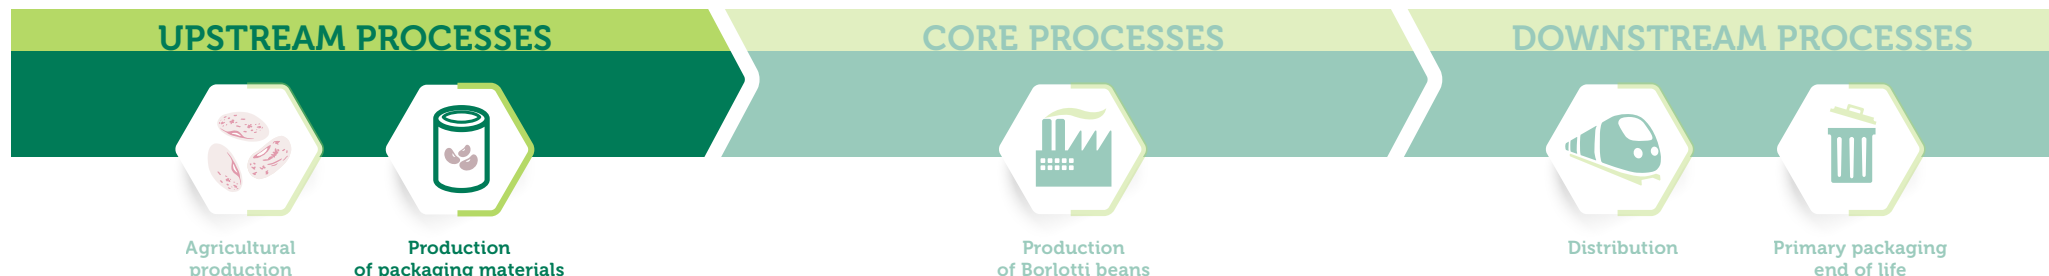 UPSTREAM PROCESSES
CORE PROCESSES
DOWNSTREAM PROCESSES
Agricultural
production
Production
of packaging materials
Production
of Borlotti beans
Distribution
Primary packaging
end of life